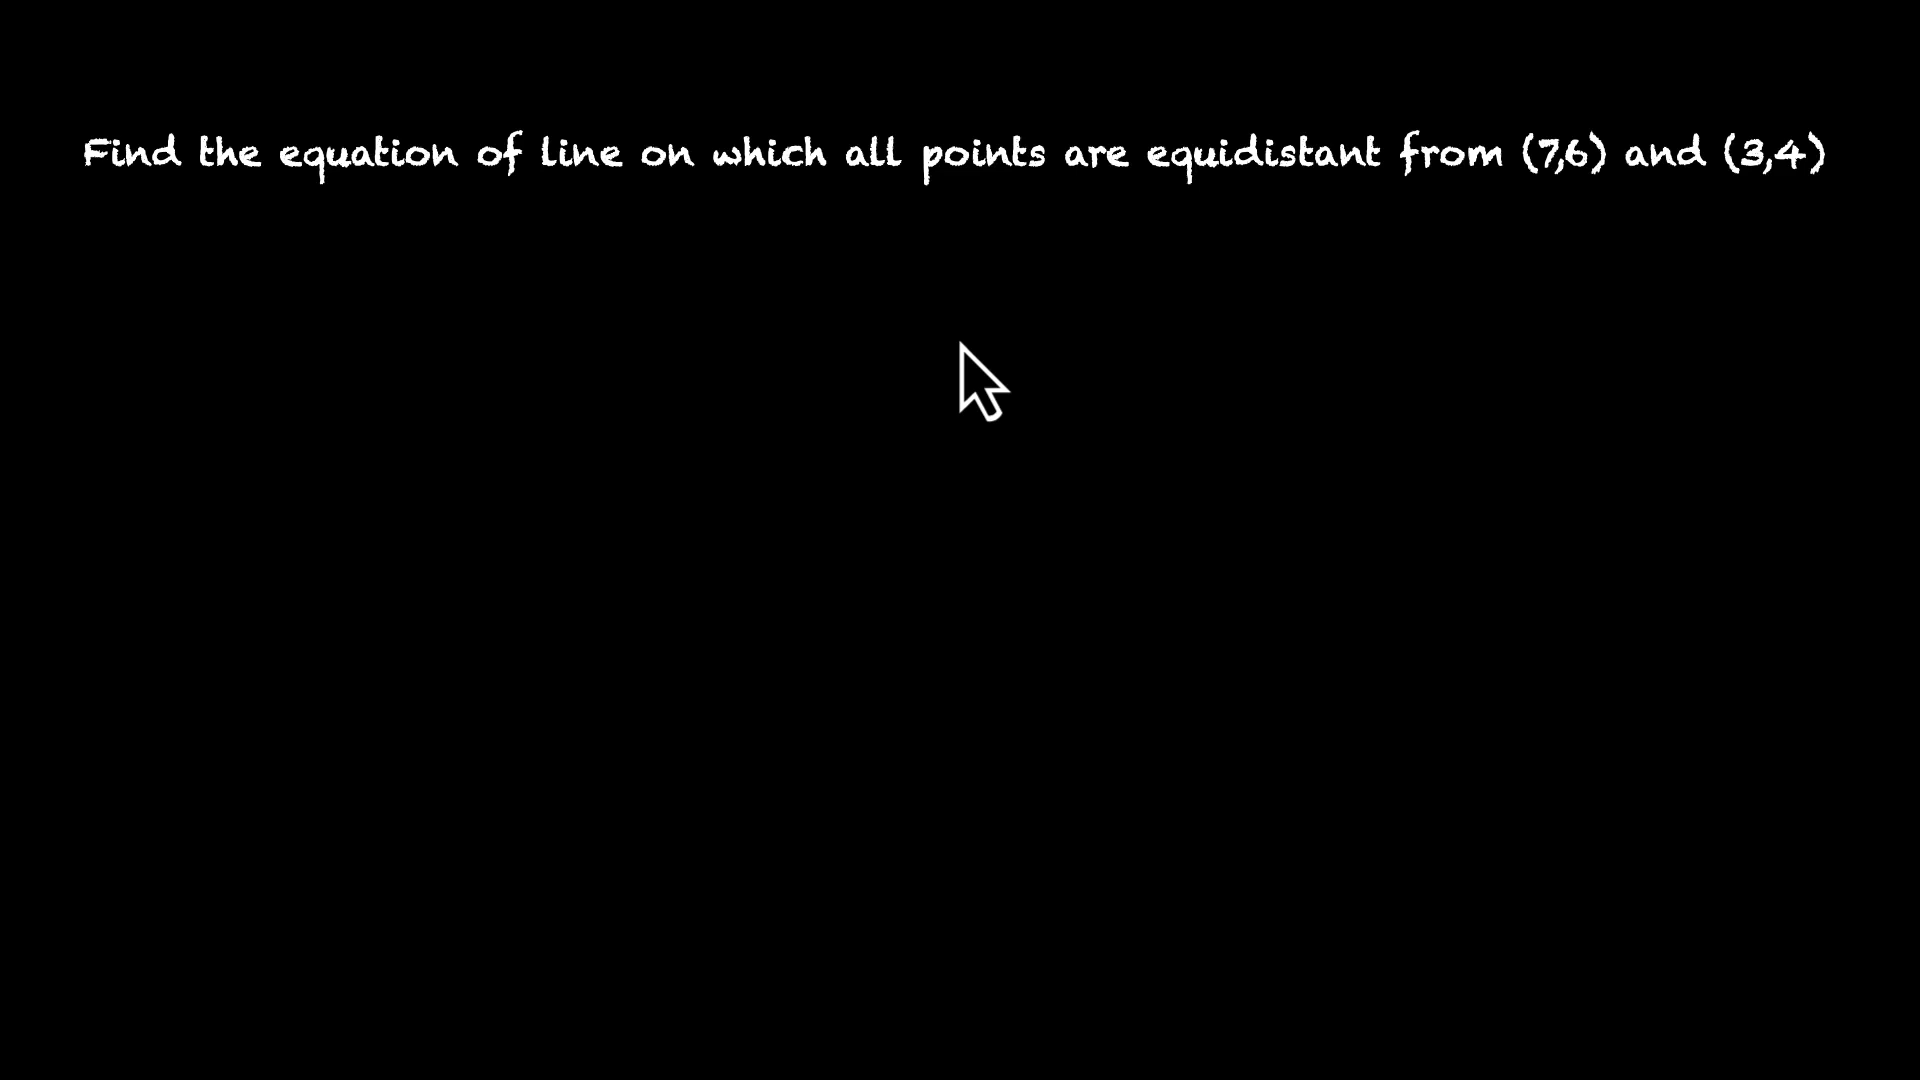 Find the equation of line on which all points are equidistant from (7,6) and (3,4)